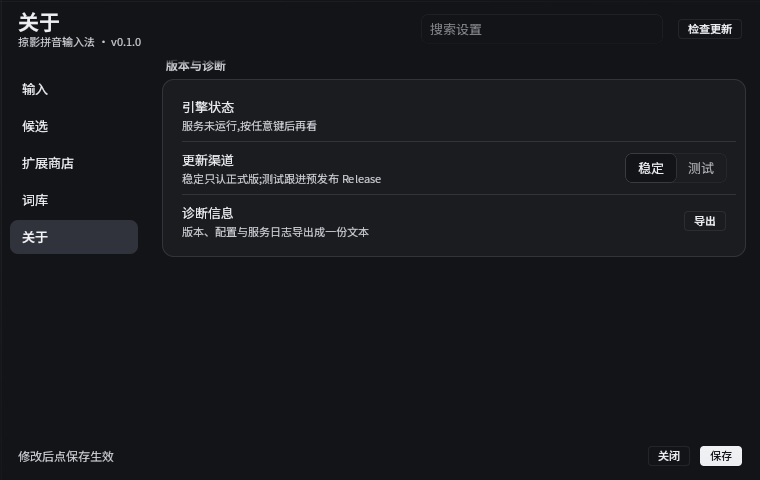 关于
掠影拼音输入法 · v0.1.0
搜索设置
检查更新
输入
候选
扩展商店
词库
关于
版本与诊断
引擎状态
服务未运行,按任意键后再看
更新渠道
稳定只认正式版;测试跟进预发布 Release
稳定
测试
诊断信息
版本、配置与服务日志导出成一份文本
导出
修改后点保存生效
关闭
保存